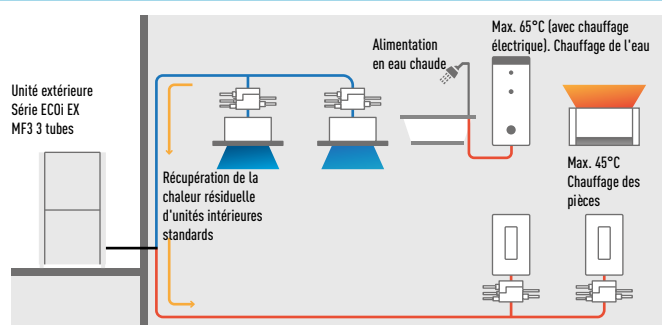 Unité extérieure
Série ECOi EX
MF3 3 tubes
Récupération de la
chaleur résiduelle
d'unités intérieures
standards
Alimentation
en eau chaude
Max. 65°C (avec chauffage
électrique). Chauffage de l'eau
Max. 45°C
Chauffage des
pièces